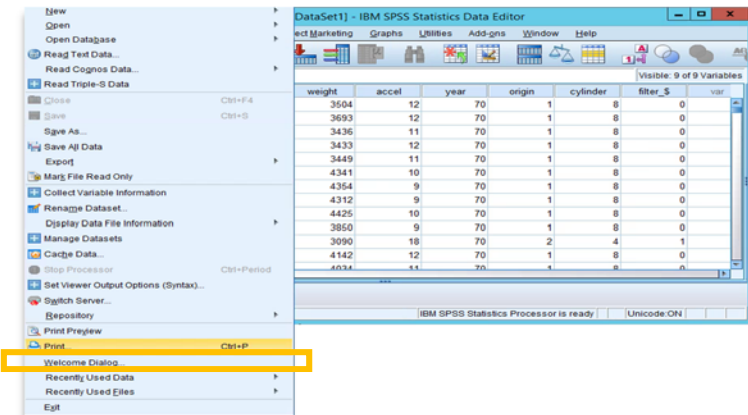 New
Open
Open Database
Read Text Data...
Read Cognos Data...
Read Triple-S Data
Close Ctrl+F4
Save Ctrl+S
Save As...
Save All Data
Export
Mark File Read Only
Collect Variable Information
Rename Dataset...
Display Data File Information
Manage Datasets
Cache Data...
Stop Processor Ctrl+Period
Set Viewer Output Options (Syntax)...
Switch Server...
Repository
Print Preview
Print... Ctrl+P
Welcome Dialog...
Recently Used Data
Recently Used Files
Exit
DataSet1] - IBM SPSS Statistics Data Editor
ect Marketing Graphs Utilities Add-ons Window Help
Visible: 9 of 9 Variables
weight accel year origin cylinder filter_$ var
3504 12 70 1 8 0
3693 12 70 1 8 0
3436 11 70 1 8 0
3433 12 70 1 8 0
3449 11 70 1 8 0
4341 10 70 1 8 0
4354 9 70 1 8 0
4312 9 70 1 8 0
4425 10 70 1 8 0
3850 9 70 1 8 0
3090 18 70 2 4 1
4142 12 70 1 8 0
4034 11 70 1 8 0
IBM SPSS Statistics Processor is ready Unicode:ON